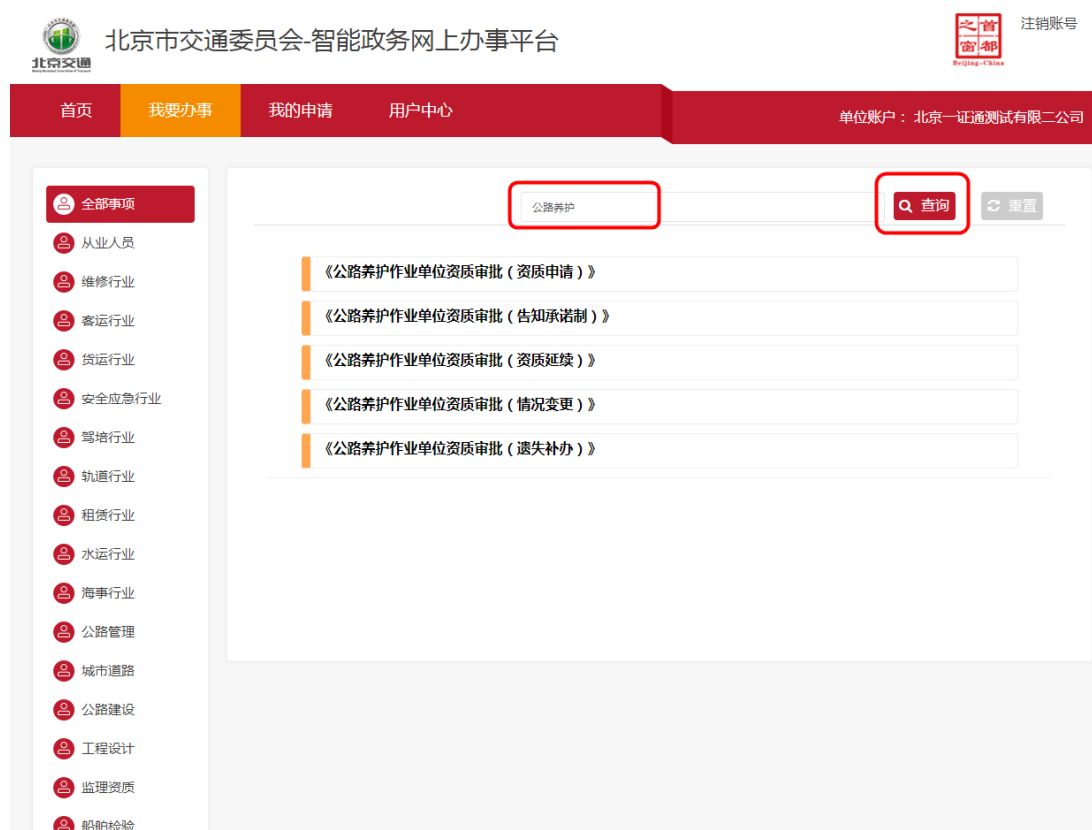 北京交通
北京市交通委员会-智能政务网上办事平台
首都之窗
Beijing-China
注销账号
首页
我要办事
我的申请
用户中心
单位账户： 北京一证通测试有限二公司
全部事项
从业人员
维修行业
客运行业
货运行业
安全应急行业
驾培行业
轨道行业
租赁行业
水运行业
海事行业
公路管理
城市道路
公路建设
工程设计
监理资质
船舶检验
公路养护
查询
重置
《公路养护作业单位资质审批（资质申请）》
《公路养护作业单位资质审批（告知承诺制）》
《公路养护作业单位资质审批（资质延续）》
《公路养护作业单位资质审批（情况变更）》
《公路养护作业单位资质审批（遗失补办）》